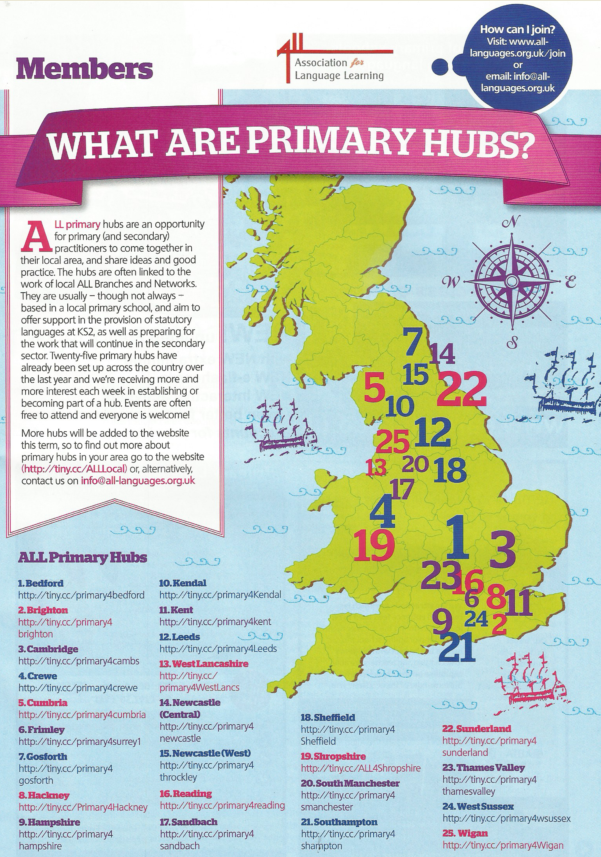 Members
ALL
Association for
Language Learning
How can I join?
Visit: www.all-
languages.org.uk/join
or
email: info@all-
languages.org.uk
WHAT ARE PRIMARY HUBS?
ALL primary hubs are an opportunity
for primary (and secondary)
practitioners to come together in
their local area, and share ideas and good
practice. The hubs are often linked to the
work of local ALL Branches and Networks.
They are usually – though not always –
based in a local primary school, and aim to
offer support in the provision of statutory
languages at KS2, as well as preparing for
the work that will continue in the secondary
sector. Twenty-five primary hubs have
already been set up across the country over
the last year and we're receiving more and
more interest each week in establishing or
becoming part of a hub. Events are often
free to attend and everyone is welcome!
More hubs will be added to the website
this term, so to find out more about
primary hubs in your area go to the website
(http://tiny.cc/ALLLocal) or, alternatively,
contact us on info@all-languages.org.uk
N
W
E
S
7
14
15
5
22
10
12
25
13
20
18
17
4
19
1
3
23
16
6
8
11
9
24
2
21
ALL Primary Hubs
1. Bedford
http://tiny.cc/primary4bedford
2. Brighton
http://tiny.cc/primary4
brighton
3. Cambridge
http://tiny.cc/primary4cambs
4. Crewe
http://tiny.cc/primary4crewe
5. Cumbria
http://tiny.cc/primary4cumbria
6. Frimley
http://tiny.cc/primary4surrey1
7. Gosforth
http://tiny.cc/primary4
gosforth
8. Hackney
http://tiny.cc/Primary4Hackney
9. Hampshire
http://tiny.cc/primary4
hampshire
10. Kendal
http://tiny.cc/primary4Kendal
11. Kent
http://tiny.cc/primary4kent
12. Leeds
http://tiny.cc/primary4Leeds
13. West Lancashire
http://tiny.cc/
primary4WestLancs
14. Newcastle
(Central)
http://tiny.cc/primary4
newcastle
15. Newcastle (West)
http://tiny.cc/primary4
throckley
16. Reading
http://tiny.cc/primary4reading
17. Sandbach
http://tiny.cc/primary4
sandbach
18. Sheffield
http://tiny.cc/primary4
Sheffield
19. Shropshire
http://tiny.cc/ALL4Shropshire
20. South Manchester
http://tiny.cc/primary4
smanchester
21. Southampton
http://tiny.cc/primary4
shampton
22. Sunderland
http://tiny.cc/primary4
sunderland
23. Thames Valley
http://tiny.cc/primary4
thamesvalley
24. West Sussex
http://tiny.cc/primary4wsussex
25. Wigan
http://tiny.cc/primary4Wigan